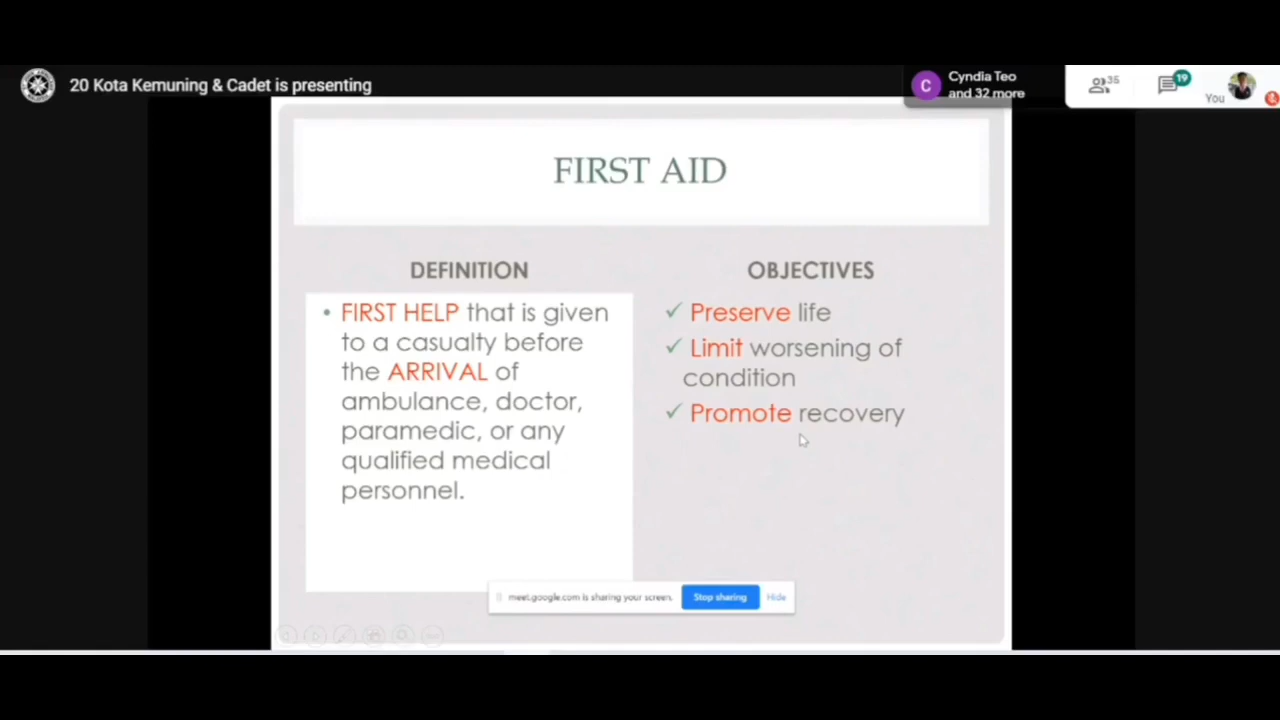 20 Kota Kemuning & Cadet is presenting
C
Cyndia Teo
and 32 more
35
19
You
FIRST AID
DEFINITION
• FIRST HELP that is given
to a casualty before
the ARRIVAL of
ambulance, doctor,
paramedic, or any
qualified medical
personnel.
OBJECTIVES
✓ Preserve life
✓ Limit worsening of
condition
✓ Promote recovery
meet.google.com is sharing your screen.
Stop sharing
Hide